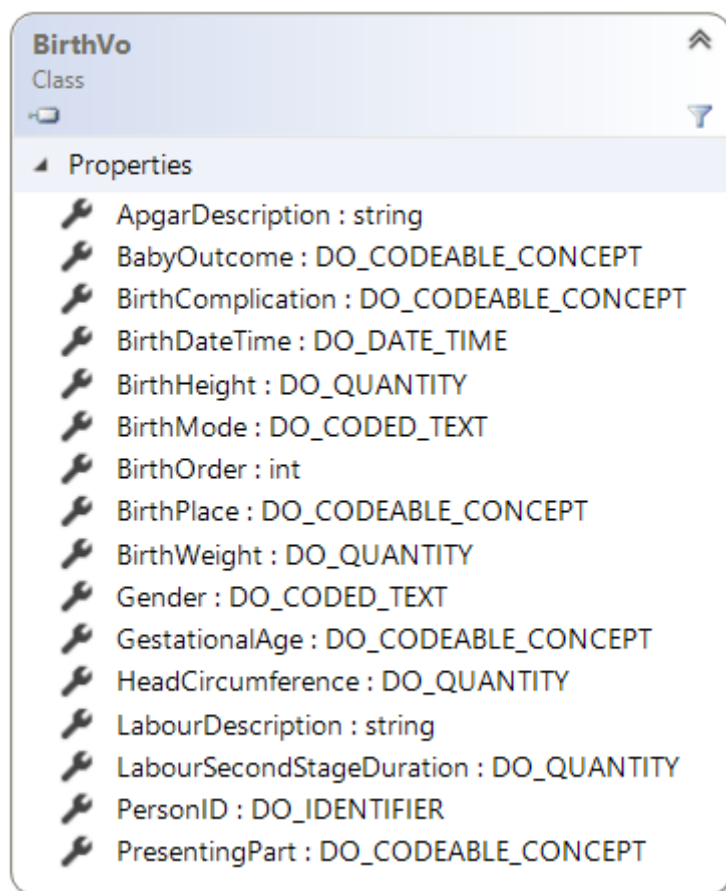 BirthVo
Class
Properties
ApgarDescription : string
BabyOutcome : DO_CODEABLE_CONCEPT
BirthComplication : DO_CODEABLE_CONCEPT
BirthDateTime : DO_DATE_TIME
BirthHeight : DO_QUANTITY
BirthMode : DO_CODED_TEXT
BirthOrder : int
BirthPlace : DO_CODEABLE_CONCEPT
BirthWeight : DO_QUANTITY
Gender : DO_CODED_TEXT
GestationalAge : DO_CODEABLE_CONCEPT
HeadCircumference : DO_QUANTITY
LabourDescription : string
LabourSecondStageDuration : DO_QUANTITY
PersonID : DO_IDENTIFIER
PresentingPart : DO_CODEABLE_CONCEPT